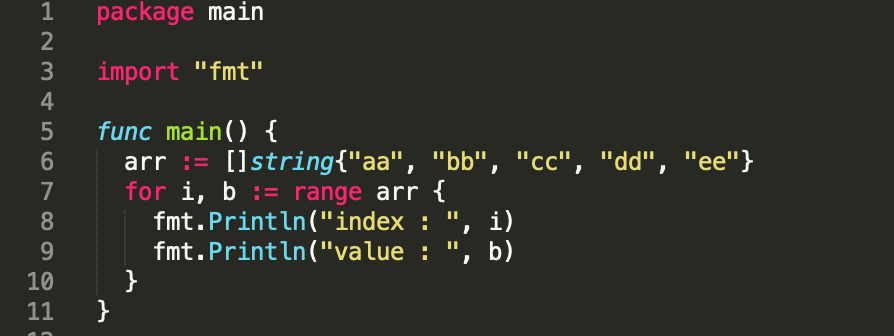 1 package main
2
3 import "fmt"
4
5 func main() {
6 arr := []string{"aa", "bb", "cc", "dd", "ee"}
7 for i, b := range arr {
8 fmt.Println("index : ", i)
9 fmt.Println("value : ", b)
10 }
11 }